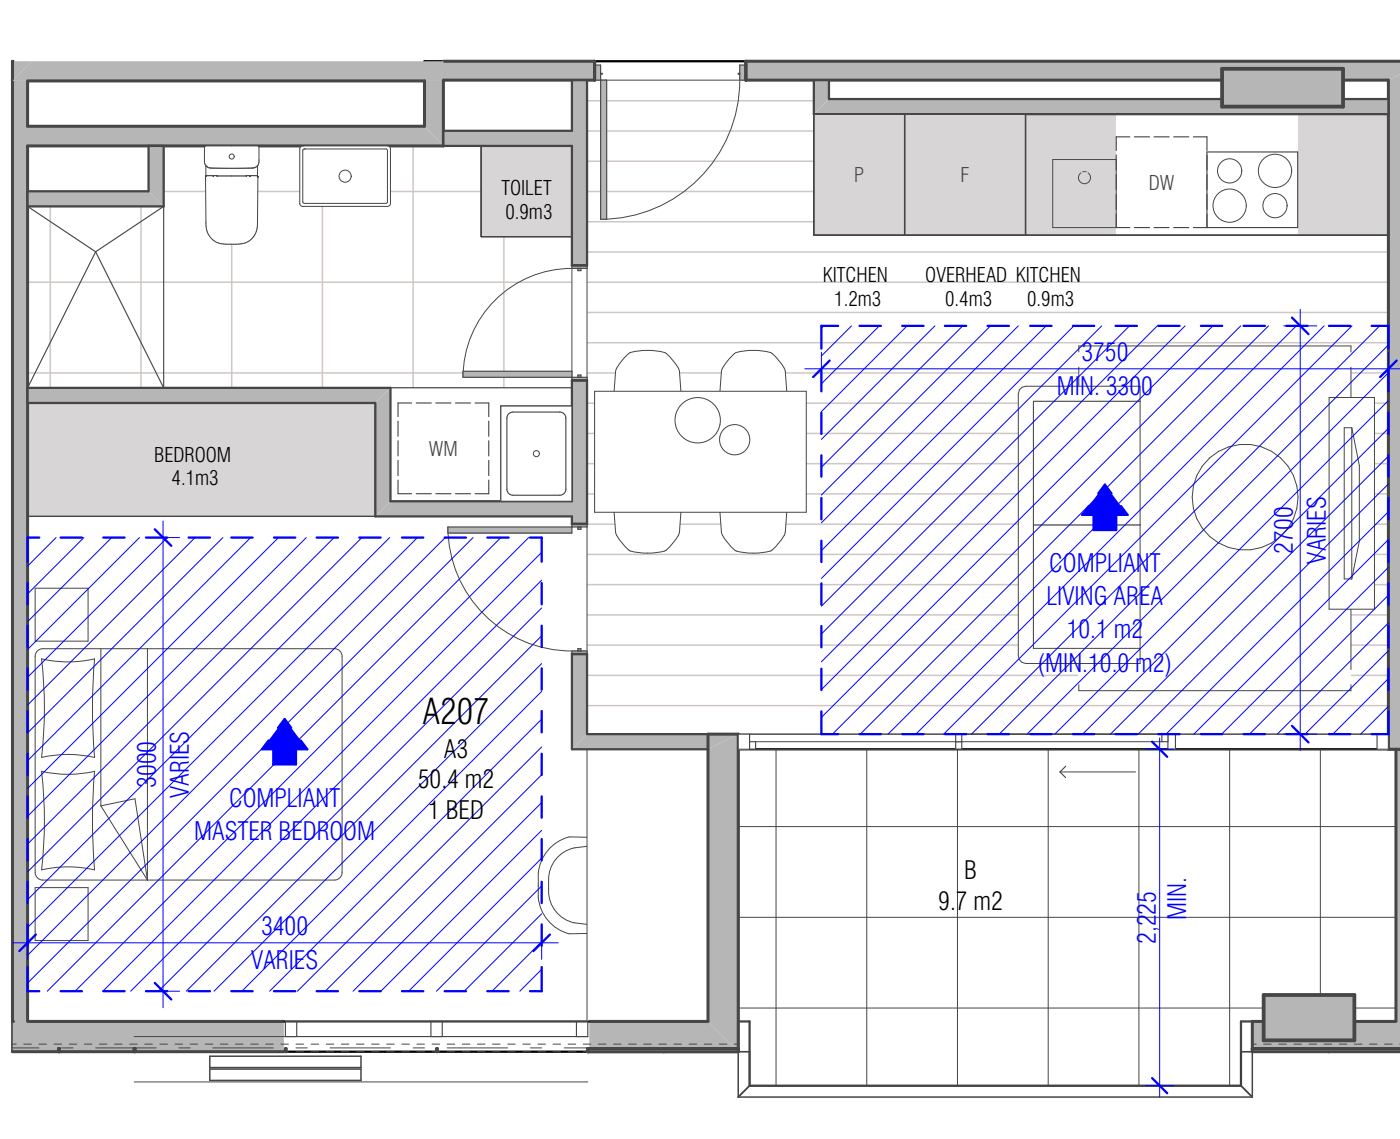 TOILET
0.9m3
P
F
DW
KITCHEN
1.2m3
OVERHEAD
0.4m3
KITCHEN
0.9m3
3750
MIN. 3300
BEDROOM
4.1m3
WM
2700
VARIES
COMPLIANT
LIVING AREA
10.1 m2
(MIN.10.0 m2)
A207
A3
50.4 m2
1 BED
3000
VARIES
COMPLIANT
MASTER BEDROOM
3400
VARIES
B
9.7 m2
2,225
MIN.